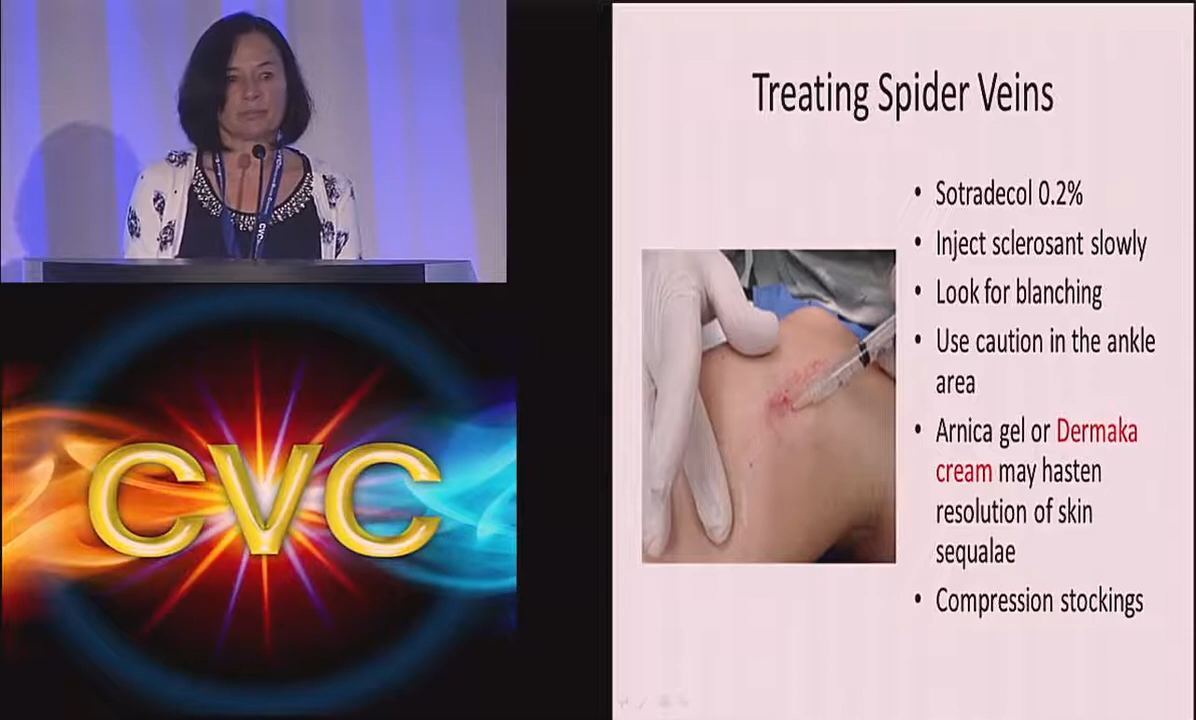 Treating Spider Veins
• Sotradecol 0.2%
• Inject sclerosant slowly
• Look for blanching
• Use caution in the ankle
area
• Arnica gel or Dermaka
cream may hasten
resolution of skin
sequalae
• Compression stockings
CVC
CVC